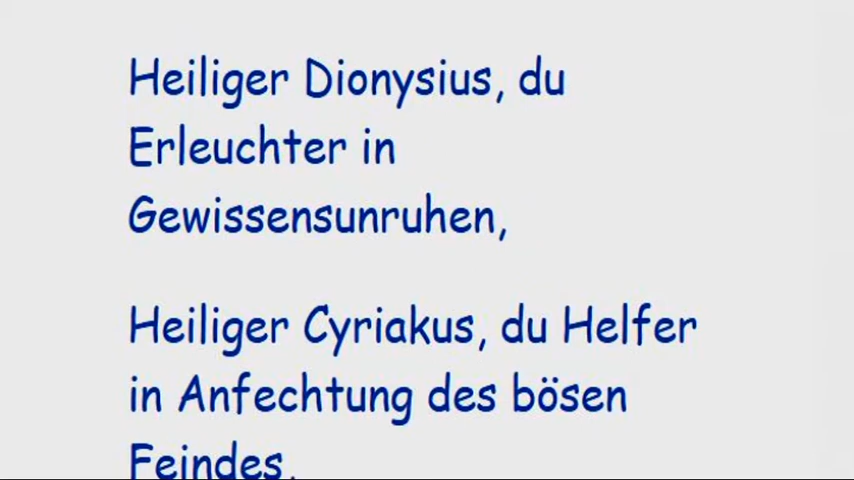 Heiliger Dionysius, du
Erleuchter in
Gewissensunruhen,
Heiliger Cyriakus, du Helfer
in Anfechtung des bösen
Feindes,